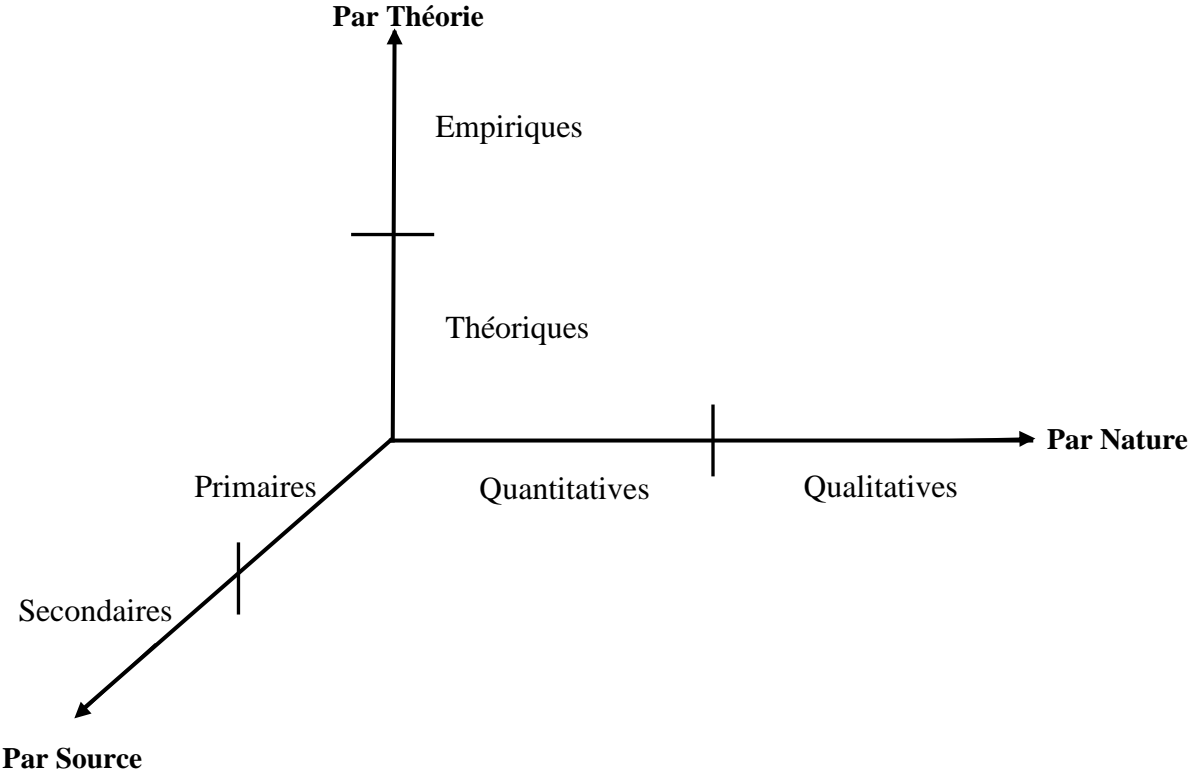 Par Théorie
Empiriques
Théoriques
Par Nature
Primaires
Quantitatives
Qualitatives
Secondaires
Par Source